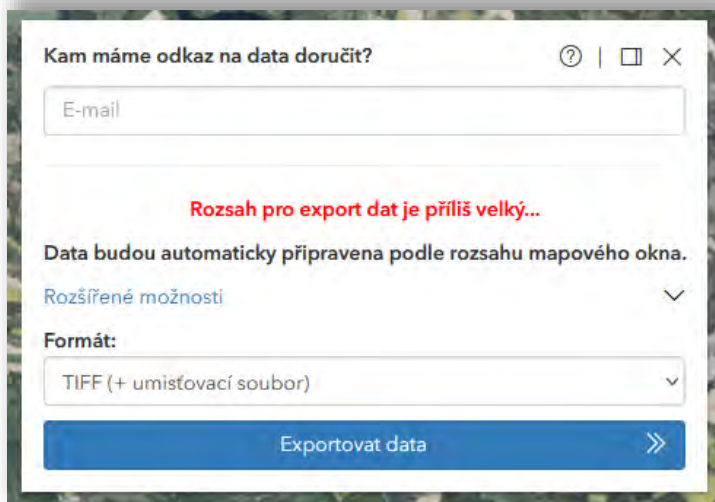 Kam máme odkaz na data doručit?
E-mail
Rozsah pro export dat je příliš velký...
Data budou automaticky připravena podle rozsahu mapového okna.
Rozšířené možnosti
Formát:
TIFF (+ umisťovací soubor)
Exportovat data